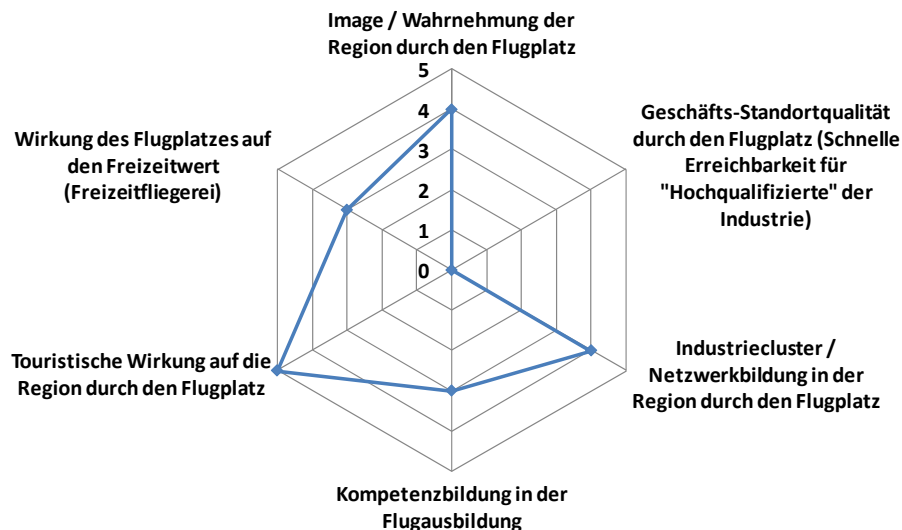 Image / Wahrnehmung der
Region durch den Flugplatz
5
4
3
2
1
0
Geschäfts-Standortqualität
durch den Flugplatz (Schnelle
Erreichbarkeit für
"Hochqualifizierte" der
Industrie)
Industriecluster /
Netzwerkbildung in der
Region durch den Flugplatz
Kompetenzbildung in der
Flugausbildung
Touristische Wirkung auf die
Region durch den Flugplatz
Wirkung des Flugplatzes auf
den Freizeitwert
(Freizeitfliegerei)